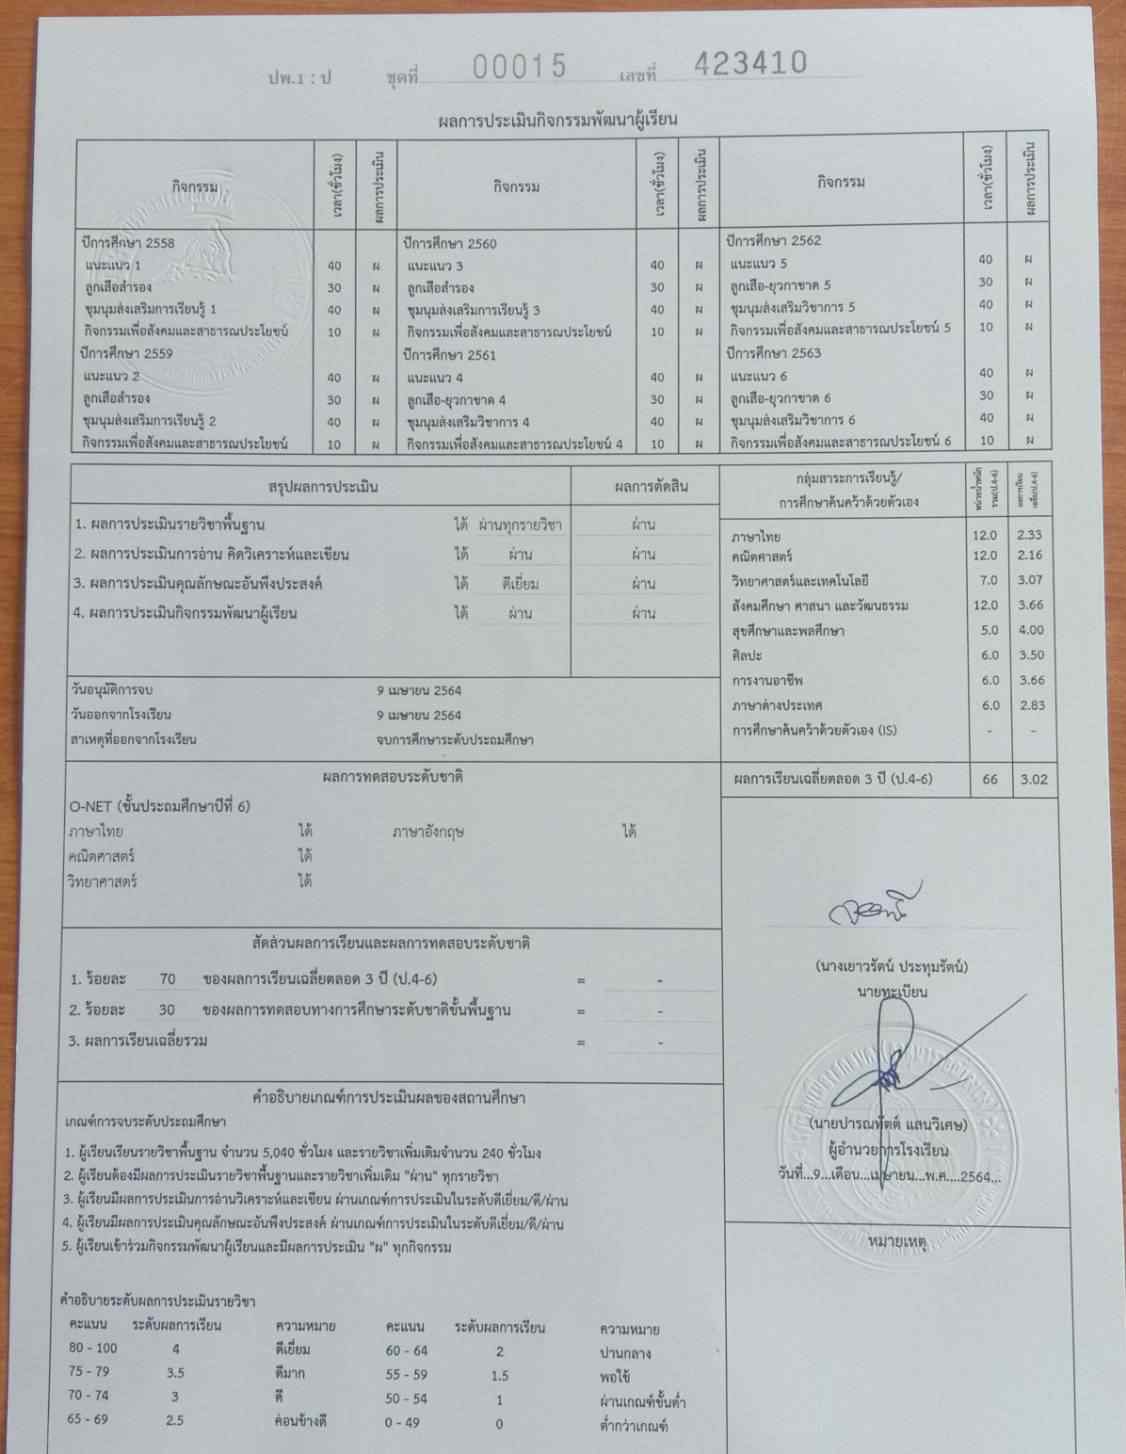 ปพ.1 : ป ชุดที่ 00015 เลขที่ 423410
ผลการประเมินกิจกรรมพัฒนาผู้เรียน
กิจกรรม เวลา(ชั่วโมง) ผลการประเมิน กิจกรรม เวลา(ชั่วโมง) ผลการประเมิน กิจกรรม เวลา(ชั่วโมง) ผลการประเมิน
ปีการศึกษา 2558 ปีการศึกษา 2560 ปีการศึกษา 2562
แนะแนว 1 40 ผ แนะแนว 3 40 ผ แนะแนว 5 40 ผ
ลูกเสือสำรอง 30 ผ ลูกเสือสำรอง 30 ผ ลูกเสือ-ยุวกาชาด 5 30 ผ
ชุมนุมส่งเสริมการเรียนรู้ 1 40 ผ ชุมนุมส่งเสริมการเรียนรู้ 3 40 ผ ชุมนุมส่งเสริมวิชาการ 5 40 ผ
กิจกรรมเพื่อสังคมและสาธารณประโยชน์ 10 ผ กิจกรรมเพื่อสังคมและสาธารณประโยชน์ 10 ผ กิจกรรมเพื่อสังคมและสาธารณประโยชน์ 5 10 ผ
ปีการศึกษา 2559 ปีการศึกษา 2561 ปีการศึกษา 2563
แนะแนว 2 40 ผ แนะแนว 4 40 ผ แนะแนว 6 40 ผ
ลูกเสือสำรอง 30 ผ ลูกเสือ-ยุวกาชาด 4 30 ผ ลูกเสือ-ยุวกาชาด 6 30 ผ
ชุมนุมส่งเสริมการเรียนรู้ 2 40 ผ ชุมนุมส่งเสริมวิชาการ 4 40 ผ ชุมนุมส่งเสริมวิชาการ 6 40 ผ
กิจกรรมเพื่อสังคมและสาธารณประโยชน์ 10 ผ กิจกรรมเพื่อสังคมและสาธารณประโยชน์ 4 10 ผ กิจกรรมเพื่อสังคมและสาธารณประโยชน์ 6 10 ผ
สรุปผลการประเมิน ผลการตัดสิน
1. ผลการประเมินรายวิชาพื้นฐาน ได้ ผ่านทุกรายวิชา ผ่าน
2. ผลการประเมินการอ่าน คิดวิเคราะห์และเขียน ได้ ผ่าน ผ่าน
3. ผลการประเมินคุณลักษณะอันพึงประสงค์ ได้ ดีเยี่ยม ผ่าน
4. ผลการประเมินกิจกรรมพัฒนาผู้เรียน ได้ ผ่าน ผ่าน
วันอนุมัติการจบ 9 เมษายน 2564
วันออกจากโรงเรียน 9 เมษายน 2564
สาเหตุที่ออกจากโรงเรียน จบการศึกษาระดับประถมศึกษา
กลุ่มสาระการเรียนรู้/
การศึกษาค้นคว้าด้วยตัวเอง
ภาษาไทย 12.0 2.33
คณิตศาสตร์ 12.0 2.16
วิทยาศาสตร์และเทคโนโลยี 7.0 3.07
สังคมศึกษา ศาสนา และวัฒนธรรม 12.0 3.66
สุขศึกษาและพลศึกษา 5.0 4.00
ศิลปะ 6.0 3.50
การงานอาชีพ 6.0 3.66
ภาษาต่างประเทศ 6.0 2.83
การศึกษาค้นคว้าด้วยตัวเอง (IS) - -
ผลการเรียนเฉลี่ยตลอด 3 ปี (ป.4-6) 66 3.02
ผลการทดสอบระดับชาติ
O-NET (ชั้นประถมศึกษาปีที่ 6)
ภาษาไทย ได้ ภาษาอังกฤษ ได้
คณิตศาสตร์ ได้
วิทยาศาสตร์ ได้
สัดส่วนผลการเรียนและผลการทดสอบระดับชาติ
1. ร้อยละ 70 ของผลการเรียนเฉลี่ยตลอด 3 ปี (ป.4-6) = -
2. ร้อยละ 30 ของผลการทดสอบทางการศึกษาระดับชาติขั้นพื้นฐาน = -
3. ผลการเรียนเฉลี่ยรวม = -
(นางเยาวรัตน์ ประทุมรัตน์)
นายทะเบียน
(นายปารณทัตต์ แสนวิเศษ)
ผู้อำนวยการโรงเรียน
วันที่...9...เดือน...เมษายน...พ.ศ....2564...
หมายเหตุ
คำอธิบายเกณฑ์การประเมินผลของสถานศึกษา
เกณฑ์การจบระดับประถมศึกษา
1. ผู้เรียนเรียนรายวิชาพื้นฐาน จำนวน 5,040 ชั่วโมง และรายวิชาเพิ่มเติมจำนวน 240 ชั่วโมง
2. ผู้เรียนต้องมีผลการประเมินรายวิชาพื้นฐานและรายวิชาเพิ่มเติม "ผ่าน" ทุกรายวิชา
3. ผู้เรียนมีผลการประเมินการอ่านวิเคราะห์และเขียน ผ่านเกณฑ์การประเมินในระดับดีเยี่ยม/ดี/ผ่าน
4. ผู้เรียนมีผลการประเมินคุณลักษณะอันพึงประสงค์ ผ่านเกณฑ์การประเมินในระดับดีเยี่ยม/ดี/ผ่าน
5. ผู้เรียนเข้าร่วมกิจกรรมพัฒนาผู้เรียนและมีผลการประเมิน "ผ" ทุกกิจกรรม
คำอธิบายระดับผลการประเมินรายวิชา
คะแนน ระดับผลการเรียน ความหมาย คะแนน ระดับผลการเรียน ความหมาย
80 - 100 4 ดีเยี่ยม 60 - 64 2 ปานกลาง
75 - 79 3.5 ดีมาก 55 - 59 1.5 พอใช้
70 - 74 3 ดี 50 - 54 1 ผ่านเกณฑ์ขั้นต่ำ
65 - 69 2.5 ค่อนข้างดี 0 - 49 0 ต่ำกว่าเกณฑ์